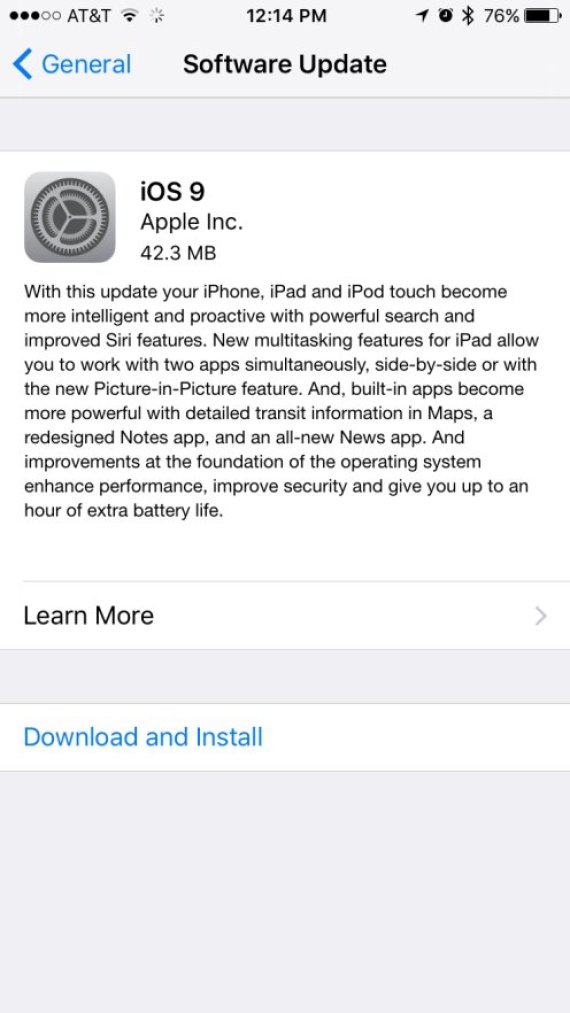 AT&T 12:14 PM 76%
General Software Update
iOS 9
Apple Inc.
42.3 MB
With this update your iPhone, iPad and iPod touch become
more intelligent and proactive with powerful search and
improved Siri features. New multitasking features for iPad allow
you to work with two apps simultaneously, side-by-side or with
the new Picture-in-Picture feature. And, built-in apps become
more powerful with detailed transit information in Maps, a
redesigned Notes app, and an all-new News app. And
improvements at the foundation of the operating system
enhance performance, improve security and give you up to an
hour of extra battery life.
Learn More
Download and Install